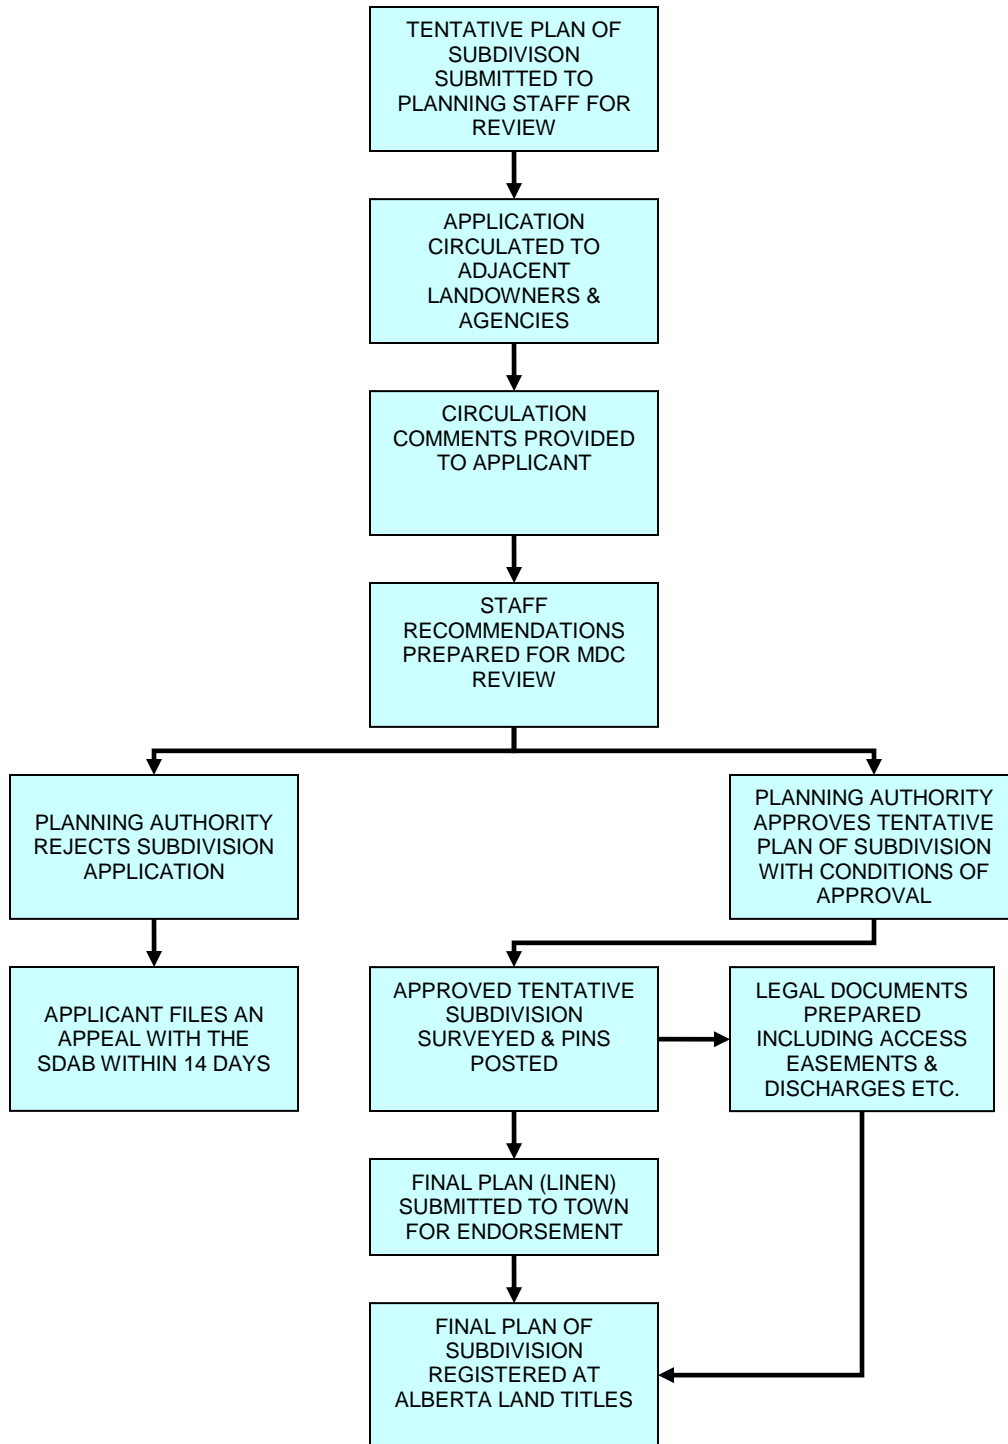 TENTATIVE PLAN OF
SUBDIVISON
SUBMITTED TO
PLANNING STAFF FOR
REVIEW
APPLICATION
CIRCULATED TO
ADJACENT
LANDOWNERS &
AGENCIES
CIRCULATION
COMMENTS PROVIDED
TO APPLICANT
STAFF
RECOMMENDATIONS
PREPARED FOR MDC
REVIEW
PLANNING AUTHORITY
REJECTS SUBDIVISION
APPLICATION
PLANNING AUTHORITY
APPROVES TENTATIVE
PLAN OF SUBDIVISION
WITH CONDITIONS OF
APPROVAL
APPLICANT FILES AN
APPEAL WITH THE
SDAB WITHIN 14 DAYS
APPROVED TENTATIVE
SUBDIVISION
SURVEYED & PINS
POSTED
LEGAL DOCUMENTS
PREPARED
INCLUDING ACCESS
EASEMENTS &
DISCHARGES ETC.
FINAL PLAN (LINEN)
SUBMITTED TO TOWN
FOR ENDORSEMENT
FINAL PLAN OF
SUBDIVISION
REGISTERED AT
ALBERTA LAND TITLES